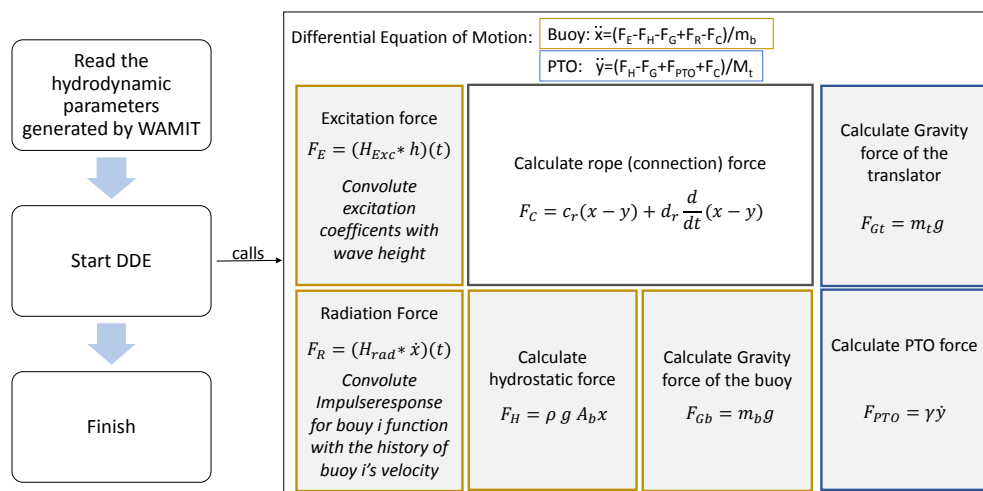 Read the
hydrodynamic
parameters
generated by WAMIT
Start DDE
Finish
calls
Differential Equation of Motion:
Buoy: ẍ=(F_E-F_H-F_G+F_R-F_C)/m_b
PTO: ÿ=(F_H-F_G+F_PTO+F_C)/M_t
Excitation force
F_E = (H_Exc * h)(t)
Convolute
excitation
coefficents with
wave height
Calculate rope (connection) force
F_C = c_r(x − y) + d_r d/dt (x − y)
Calculate Gravity
force of the
translator
F_Gt = m_t g
Radiation Force
F_R = (H_rad * ẋ)(t)
Convolute
Impulseresponse
for bouy i function
with the history of
buoy i's velocity
Calculate
hydrostatic force
F_H = ρ g A_b x
Calculate Gravity
force of the buoy
F_Gb = m_b g
Calculate PTO force
F_PTO = γẏ